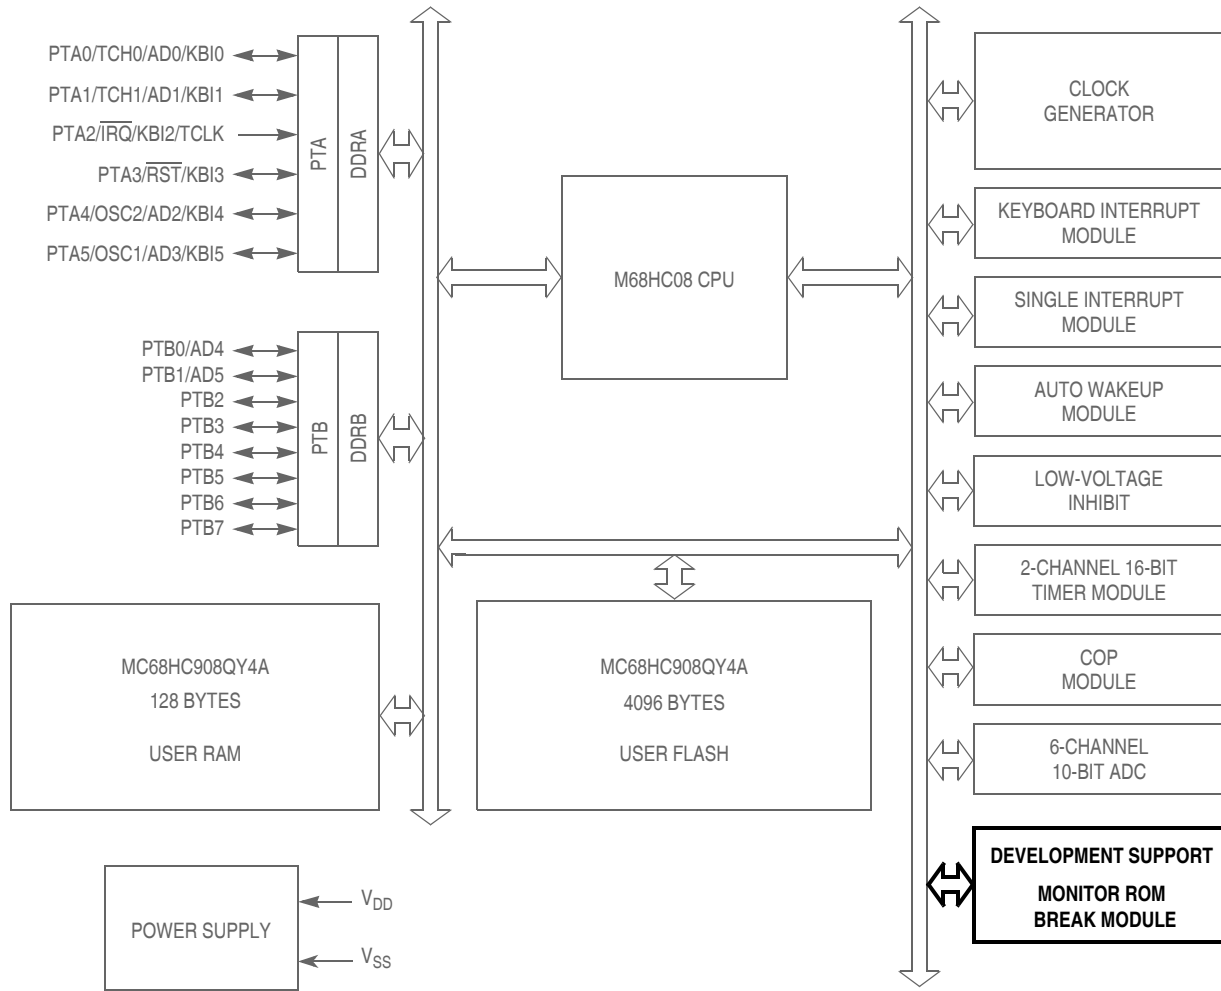 PTA0/TCH0/AD0/KBI0
PTA1/TCH1/AD1/KBI1
PTA2/IRQ/KBI2/TCLK
PTA3/RST/KBI3
PTA4/OSC2/AD2/KBI4
PTA5/OSC1/AD3/KBI5
PTA
DDRA
PTB0/AD4
PTB1/AD5
PTB2
PTB3
PTB4
PTB5
PTB6
PTB7
PTB
DDRB
M68HC08 CPU
MC68HC908QY4A
128 BYTES
USER RAM
MC68HC908QY4A
4096 BYTES
USER FLASH
POWER SUPPLY
VDD
VSS
CLOCK
GENERATOR
KEYBOARD INTERRUPT
MODULE
SINGLE INTERRUPT
MODULE
AUTO WAKEUP
MODULE
LOW-VOLTAGE
INHIBIT
2-CHANNEL 16-BIT
TIMER MODULE
COP
MODULE
6-CHANNEL
10-BIT ADC
DEVELOPMENT SUPPORT
MONITOR ROM
BREAK MODULE